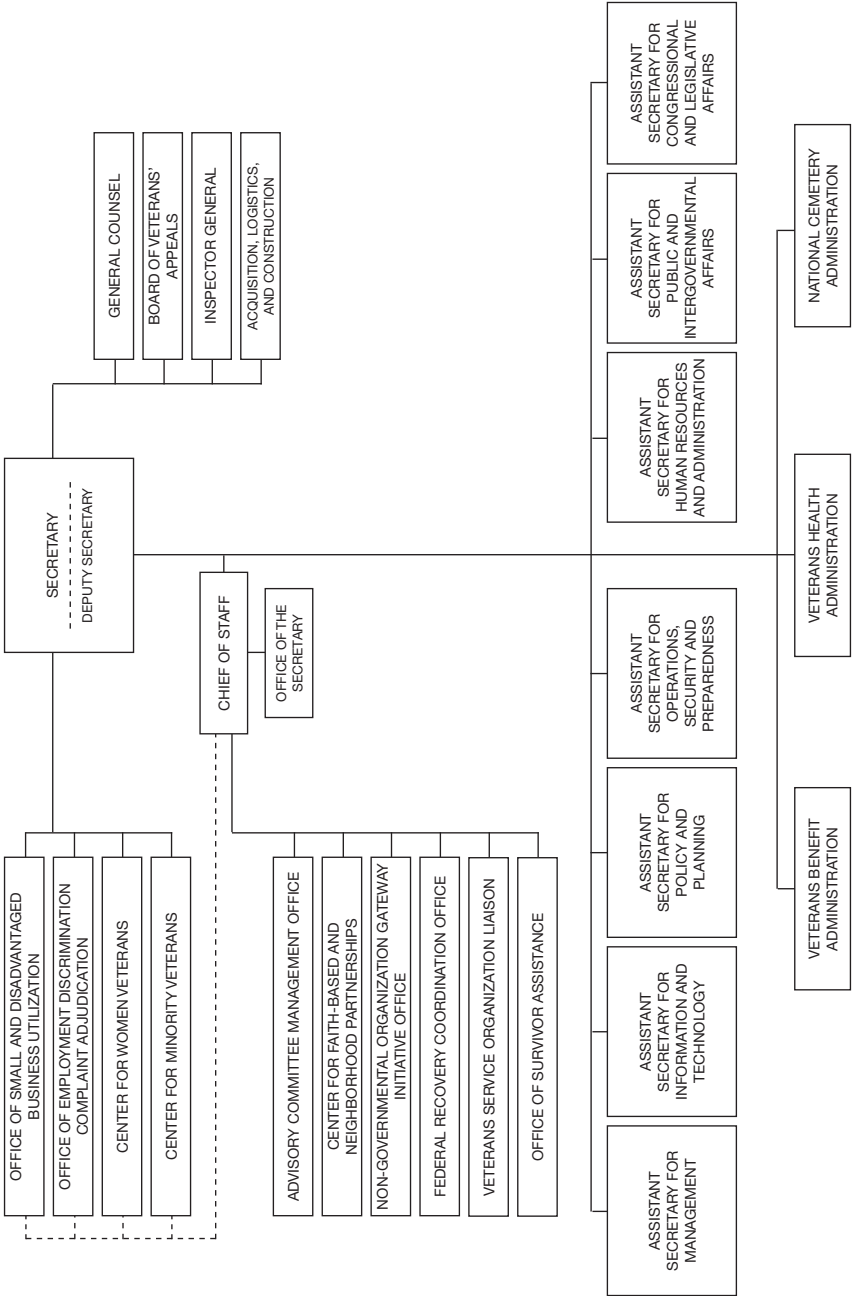 SECRETARY
DEPUTY SECRETARY
OFFICE OF SMALL AND DISADVANTAGED
BUSINESS UTILIZATION
OFFICE OF EMPLOYMENT DISCRIMINATION
COMPLAINT ADJUDICATION
CENTER FOR WOMEN VETERANS
CENTER FOR MINORITY VETERANS
GENERAL COUNSEL
BOARD OF VETERANS’
APPEALS
INSPECTOR GENERAL
ACQUISITION, LOGISTICS,
AND CONSTRUCTION
CHIEF OF STAFF
OFFICE OF THE
SECRETARY
ADVISORY COMMITTEE MANAGEMENT OFFICE
CENTER FOR FAITH-BASED AND
NEIGHBORHOOD PARTNERSHIPS
NON-GOVERNMENTAL ORGANIZATION GATEWAY
INITIATIVE OFFICE
FEDERAL RECOVERY COORDINATION OFFICE
VETERANS SERVICE ORGANIZATION LIAISON
OFFICE OF SURVIVOR ASSISTANCE
ASSISTANT
SECRETARY FOR
MANAGEMENT
ASSISTANT
SECRETARY FOR
INFORMATION AND
TECHNOLOGY
ASSISTANT
SECRETARY FOR
POLICY AND
PLANNING
ASSISTANT
SECRETARY FOR
OPERATIONS,
SECURITY AND
PREPAREDNESS
ASSISTANT
SECRETARY FOR
HUMAN RESOURCES
AND ADMINISTRATION
ASSISTANT
SECRETARY FOR
PUBLIC AND
INTERGOVERNMENTAL
AFFAIRS
ASSISTANT
SECRETARY FOR
CONGRESSIONAL
AND LEGISLATIVE
AFFAIRS
VETERANS BENEFIT
ADMINISTRATION
VETERANS HEALTH
ADMINISTRATION
NATIONAL CEMETERY
ADMINISTRATION